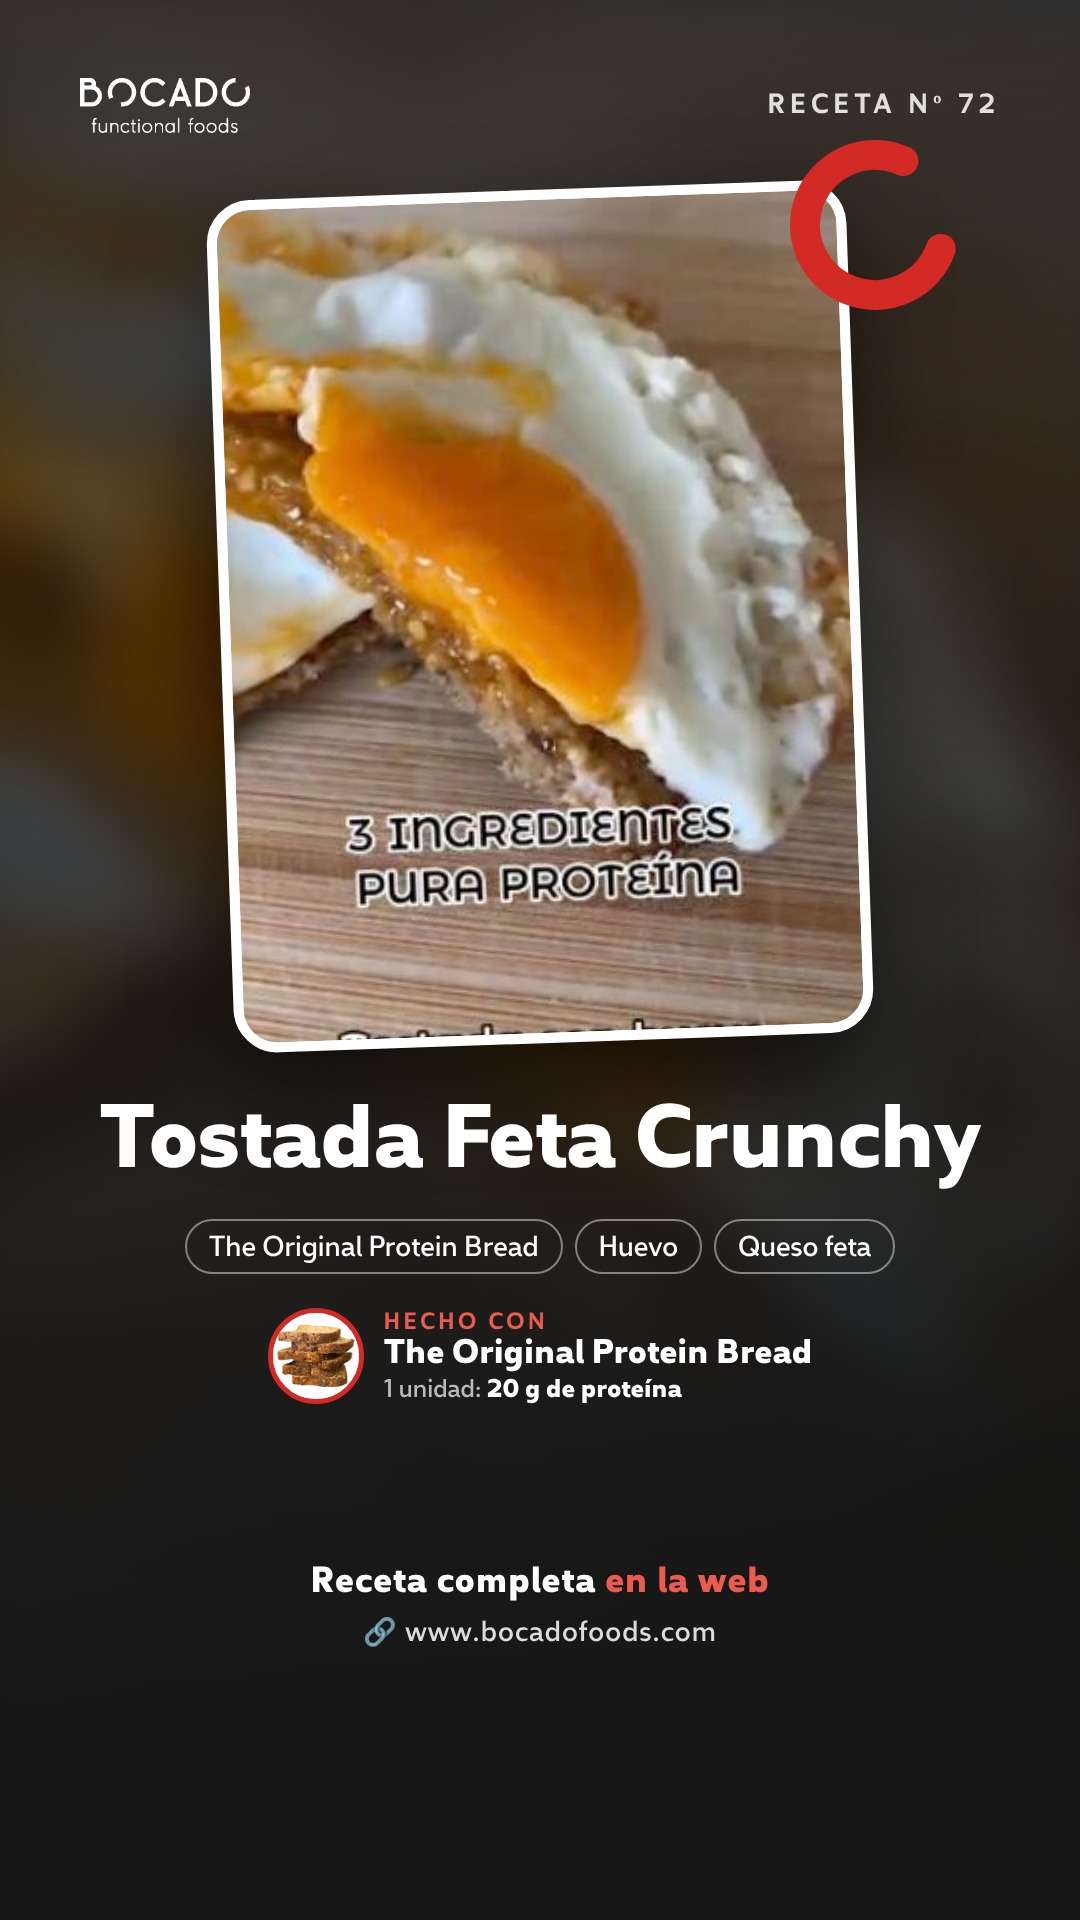 BOCADO
functional foods
RECETA Nº 72
3 INGREDIENTES
PURA PROTEÍNA
Tostada Feta Crunchy
The Original Protein Bread
Huevo
Queso feta
HECHO CON
The Original Protein Bread
1 unidad: 20 g de proteína
Receta completa en la web
www.bocadofoods.com